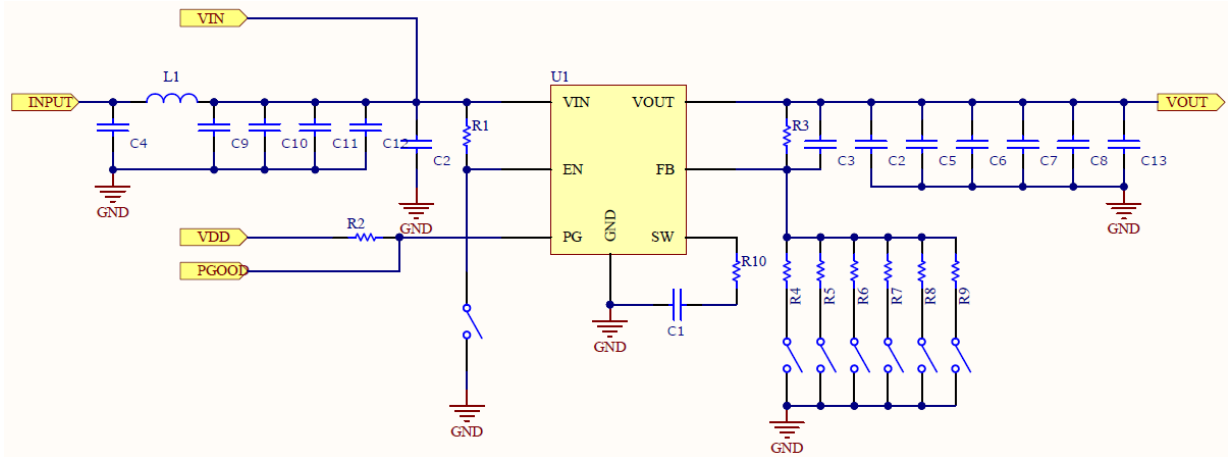 VIN
U1
L1
INPUT
VIN
VOUT
VOUT
R1
R3
C4
C9
C10
C11
C12
C2
C3
C2
C5
C6
C7
C8
C13
EN
FB
GND
GND
GND
R2
VDD
PG
GND
SW
PGOOD
R10
R4
R5
R6
R7
R8
R9
C1
GND
GND
GND